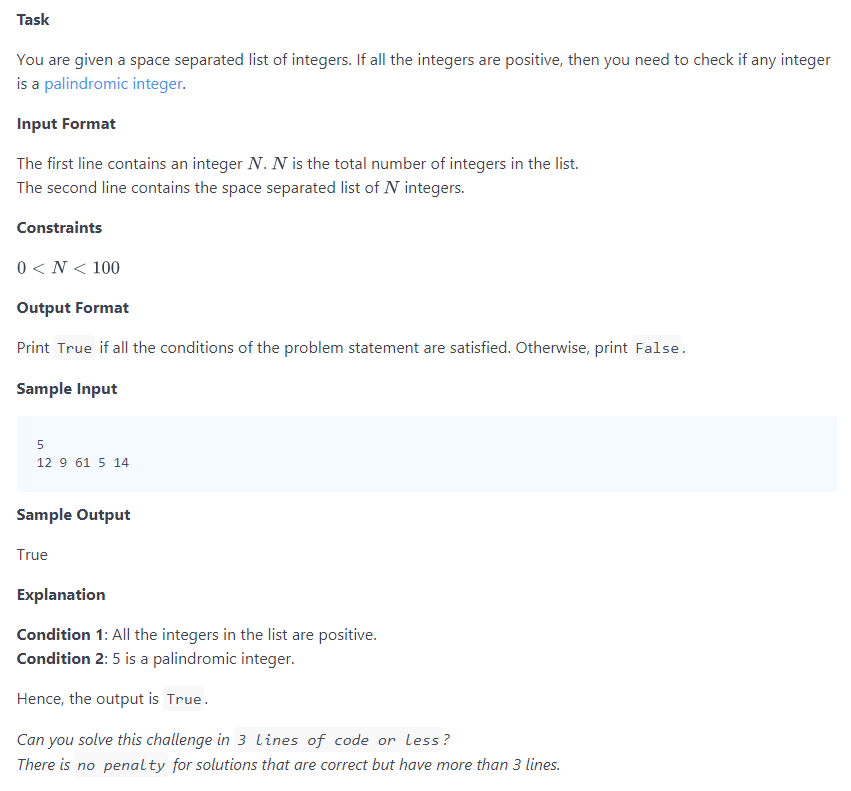 Task
You are given a space separated list of integers. If all the integers are positive, then you need to check if any integer
is a palindromic integer.
Input Format
The first line contains an integer N. N is the total number of integers in the list.
The second line contains the space separated list of N integers.
Constraints
0 < N < 100
Output Format
Print True if all the conditions of the problem statement are satisfied. Otherwise, print False.
Sample Input
5
12 9 61 5 14
Sample Output
True
Explanation
Condition 1: All the integers in the list are positive.
Condition 2: 5 is a palindromic integer.
Hence, the output is True.
Can you solve this challenge in 3 lines of code or less?
There is no penalty for solutions that are correct but have more than 3 lines.